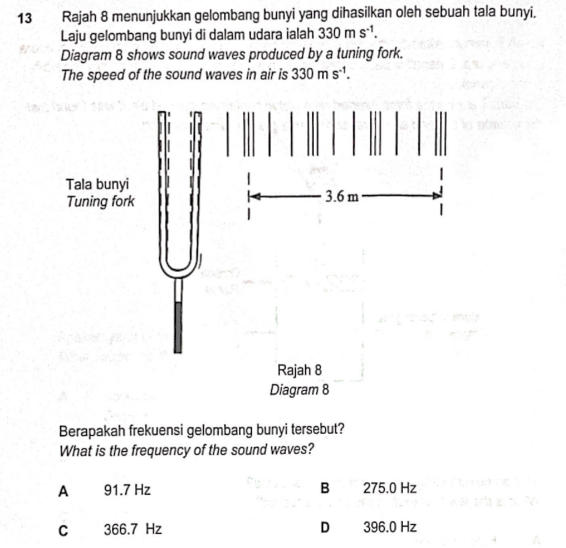 13 Rajah 8 menunjukkan gelombang bunyi yang dihasilkan oleh sebuah tala bunyi.
Laju gelombang bunyi di dalam udara ialah 330 m s⁻¹.
Diagram 8 shows sound waves produced by a tuning fork.
The speed of the sound waves in air is 330 m s⁻¹.
Tala bunyi
Tuning fork
3.6 m
Rajah 8
Diagram 8
Berapakah frekuensi gelombang bunyi tersebut?
What is the frequency of the sound waves?
A 91.7 Hz B 275.0 Hz
C 366.7 Hz D 396.0 Hz